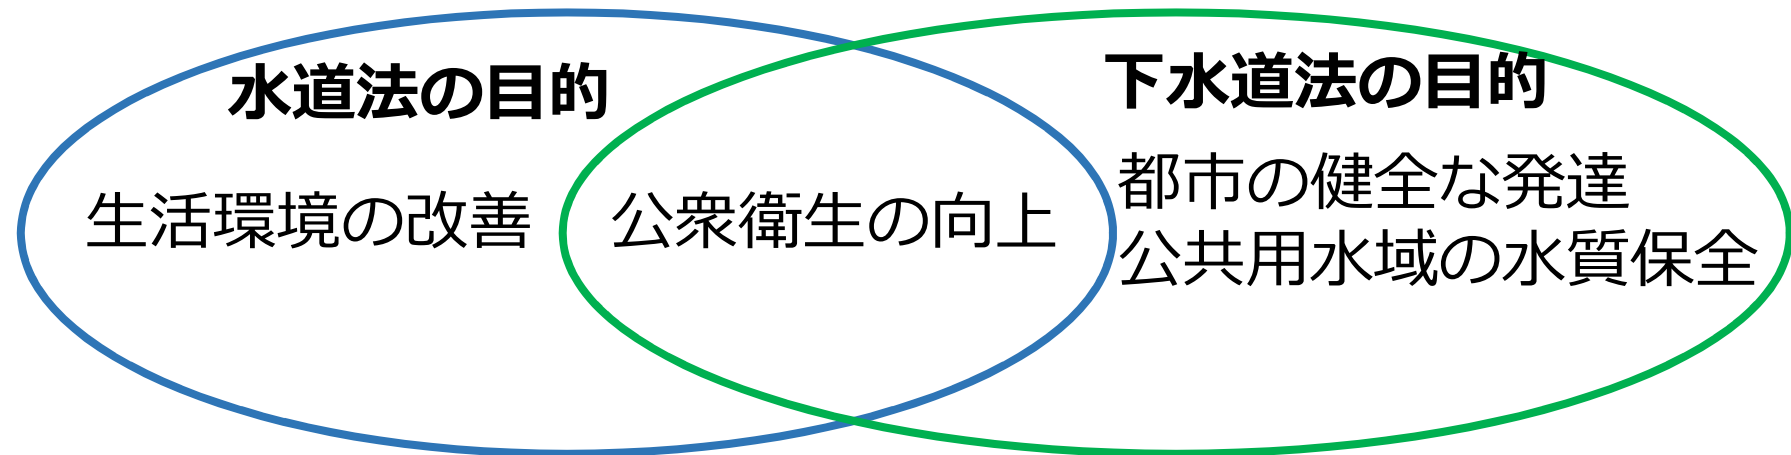 水道法の目的
生活環境の改善
公衆衛生の向上
下水道法の目的
都市の健全な発達
公共用水域の水質保全